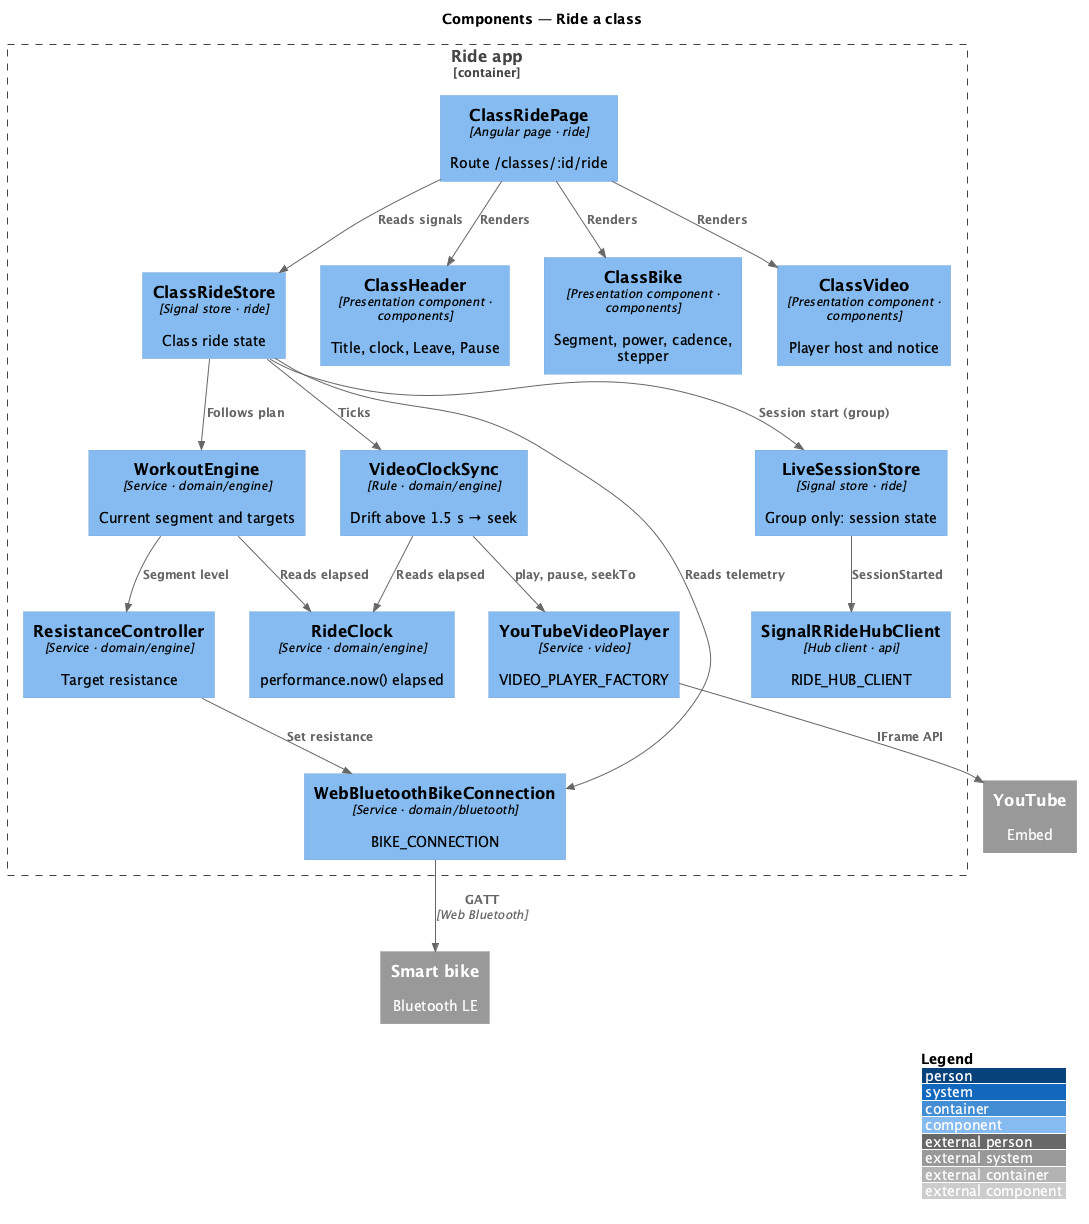 Components — Ride a class
Ride app
[container]
ClassRidePage
[Angular page · ride]
Route /classes/:id/ride
Reads signals
Renders
Renders
Renders
ClassRideStore
[Signal store · ride]
Class ride state
ClassHeader
[Presentation component ·
components]
Title, clock, Leave, Pause
ClassBike
[Presentation component ·
components]
Segment, power, cadence,
stepper
ClassVideo
[Presentation component ·
components]
Player host and notice
Follows plan
Ticks
Session start (group)
WorkoutEngine
[Service · domain/engine]
Current segment and targets
VideoClockSync
[Rule · domain/engine]
Drift above 1.5 s → seek
LiveSessionStore
[Signal store · ride]
Group only: session state
Segment level
Reads elapsed
Reads elapsed
play, pause, seekTo
Reads telemetry
SessionStarted
ResistanceController
[Service · domain/engine]
Target resistance
RideClock
[Service · domain/engine]
performance.now() elapsed
YouTubeVideoPlayer
[Service · video]
VIDEO_PLAYER_FACTORY
SignalRRideHubClient
[Hub client · api]
RIDE_HUB_CLIENT
Set resistance
IFrame API
WebBluetoothBikeConnection
[Service · domain/bluetooth]
BIKE_CONNECTION
YouTube
Embed
GATT
[Web Bluetooth]
Smart bike
Bluetooth LE
Legend
person
system
container
component
external person
external system
external container
external component